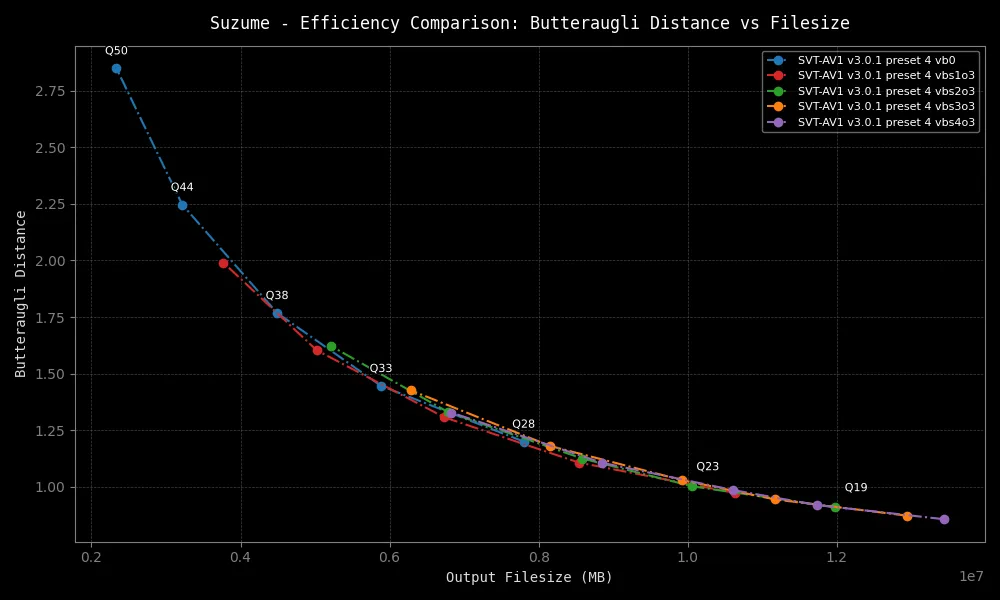 Suzume - Efficiency Comparison: Butteraugli Distance vs Filesize
Q50
Q44
Q38
Q33
Q28
Q23
Q19
SVT-AV1 v3.0.1 preset 4 vb0
SVT-AV1 v3.0.1 preset 4 vbs1o3
SVT-AV1 v3.0.1 preset 4 vbs2o3
SVT-AV1 v3.0.1 preset 4 vbs3o3
SVT-AV1 v3.0.1 preset 4 vbs4o3
Butteraugli Distance
2.75
2.50
2.25
2.00
1.75
1.50
1.25
1.00
0.2
0.4
0.6
0.8
1.0
1.2
1e7
Output Filesize (MB)